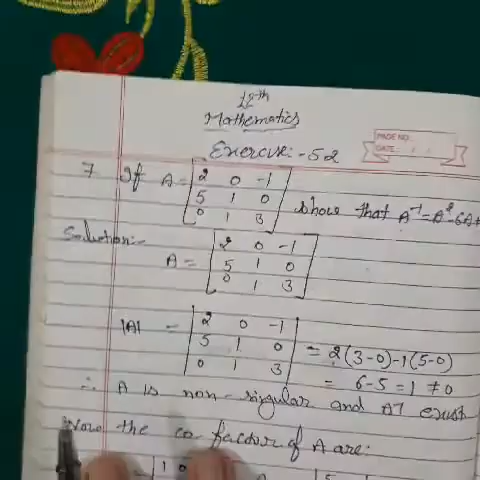 12th
Mathematics
PAGE NO.:
DATE: / /
Exercise:-5.2
7. If A = [2 0 -1
5 1 0
0 1 3] show that A⁻¹=A²-6A+
Solution:-
A = [2 0 -1
5 1 0
0 1 3]
|A| = |2 0 -1
5 1 0
0 1 3| = 2(3-0)-1(5-0)
= 6-5=1 ≠0
∴ A is non-singular and A⁻¹ exist
Now the co-factor of A are: